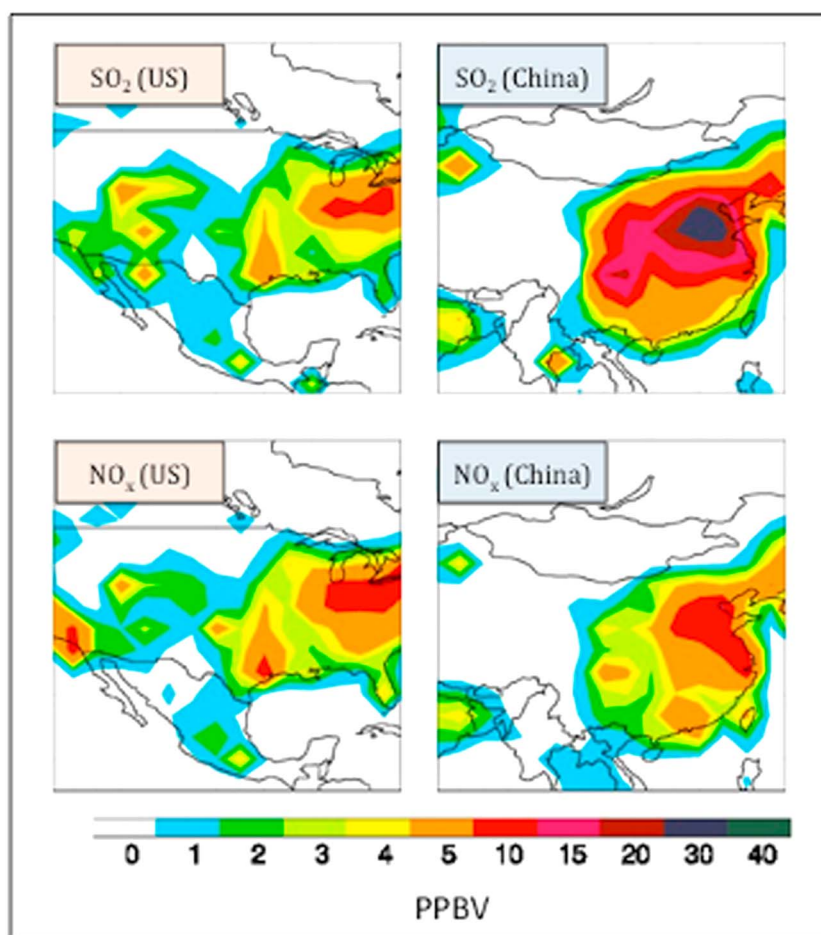 SO₂ (US)
SO₂ (China)
NOₓ (US)
NOₓ (China)
0 1 2 3 4 5 10 15 20 30 40
PPBV